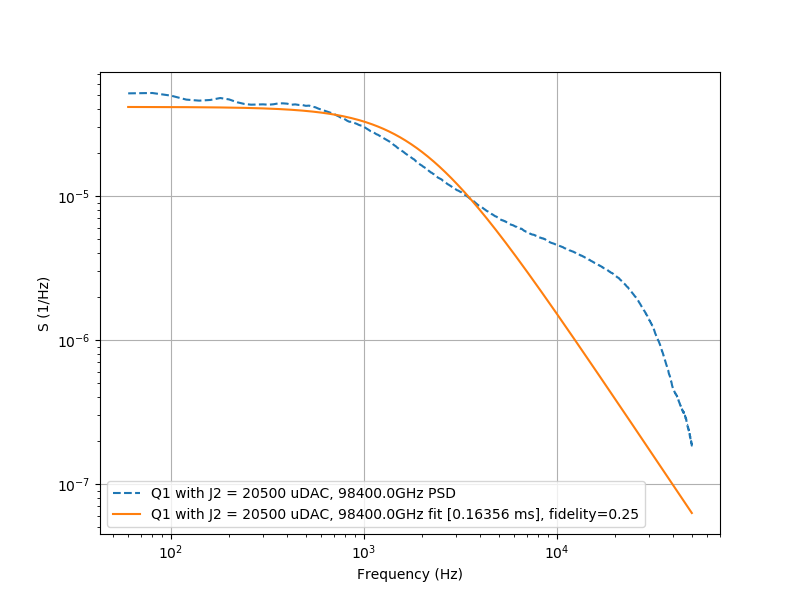 10⁻⁵
10⁻⁶
10⁻⁷
S (1/Hz)
Q1 with J2 = 20500 uDAC, 98400.0GHz PSD
Q1 with J2 = 20500 uDAC, 98400.0GHz fit [0.16356 ms], fidelity=0.25
10² 10³ 10⁴
Frequency (Hz)